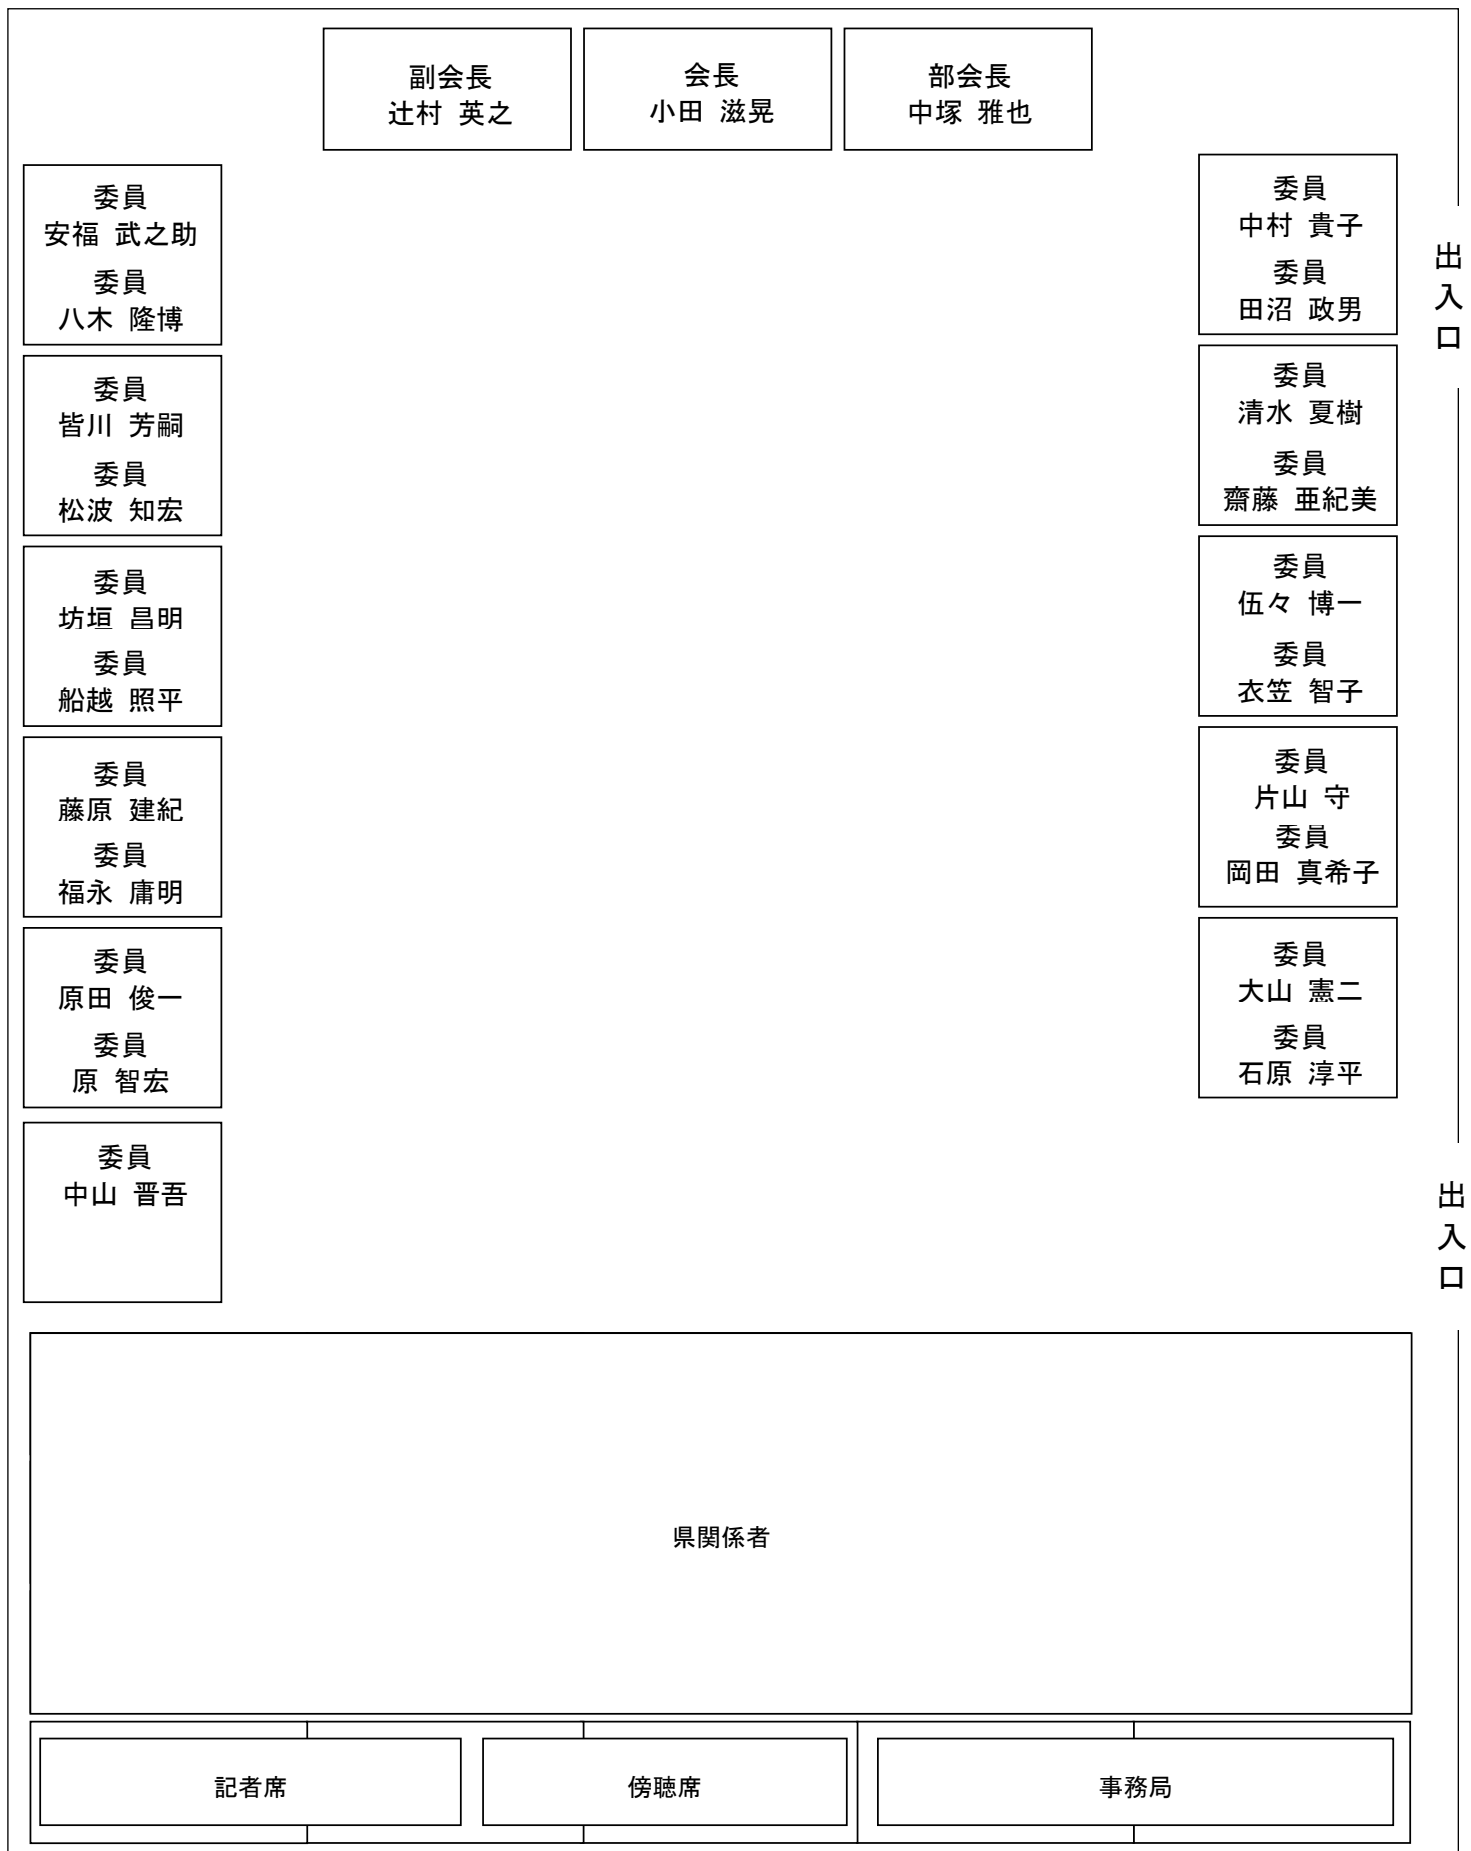 副会長
辻村 英之
会長
小田 滋晃
部会長
中塚 雅也
委員
安福 武之助
委員
八木 隆博
委員
皆川 芳嗣
委員
松波 知宏
委員
坊垣 昌明
委員
船越 照平
委員
藤原 建紀
委員
福永 庸明
委員
原田 俊一
委員
原 智宏
委員
中山 晋吾
委員
中村 貴子
委員
田沼 政男
委員
清水 夏樹
委員
齋藤 亜紀美
委員
伍々 博一
委員
衣笠 智子
委員
片山 守
委員
岡田 真希子
委員
大山 憲二
委員
石原 淳平
出入口
出入口
県関係者
記者席
傍聴席
事務局